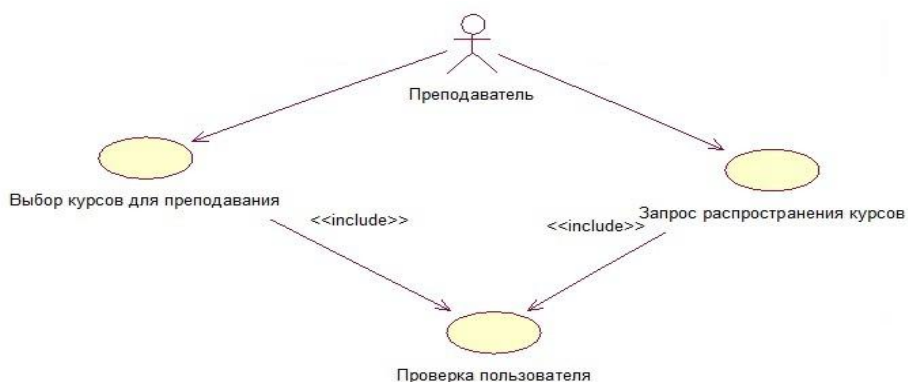 Преподаватель
Выбор курсов для преподавания
Запрос распространения курсов
<<include>>
<<include>>
Проверка пользователя